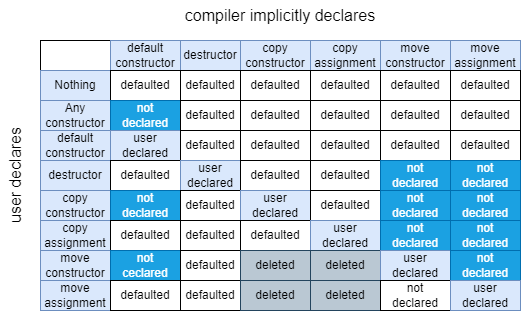 compiler implicitly declares
default constructor destructor copy constructor copy assignment move constructor move assignment
user declares
Nothing defaulted defaulted defaulted defaulted defaulted defaulted
Any constructor not declared defaulted defaulted defaulted defaulted defaulted
default constructor user declared defaulted defaulted defaulted defaulted defaulted
destructor defaulted user declared defaulted defaulted not declared not declared
copy constructor not declared defaulted user declared defaulted not declared not declared
copy assignment defaulted defaulted defaulted user declared not declared not declared
move constructor not ceclared defaulted deleted deleted user declared not declared
move assignment defaulted defaulted deleted deleted not declared user declared